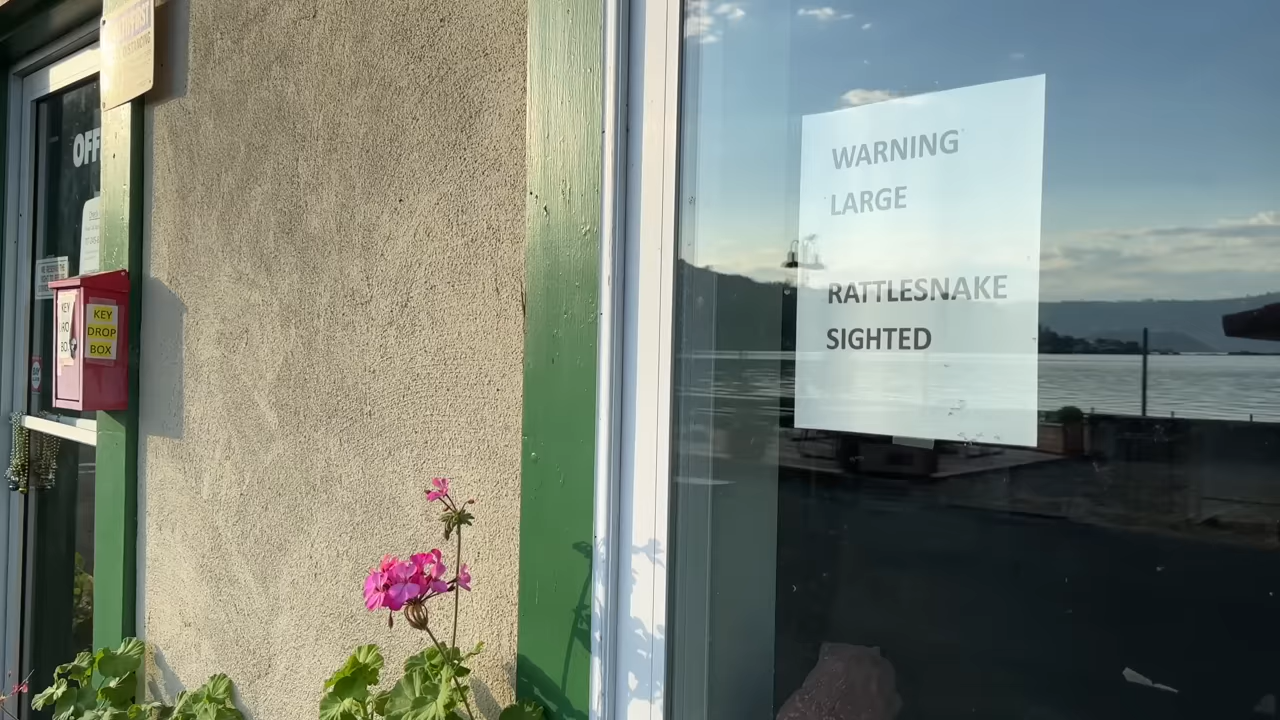 OFF
KEY
DROP
BOX
WARNING
LARGE
RATTLESNAKE
SIGHTED